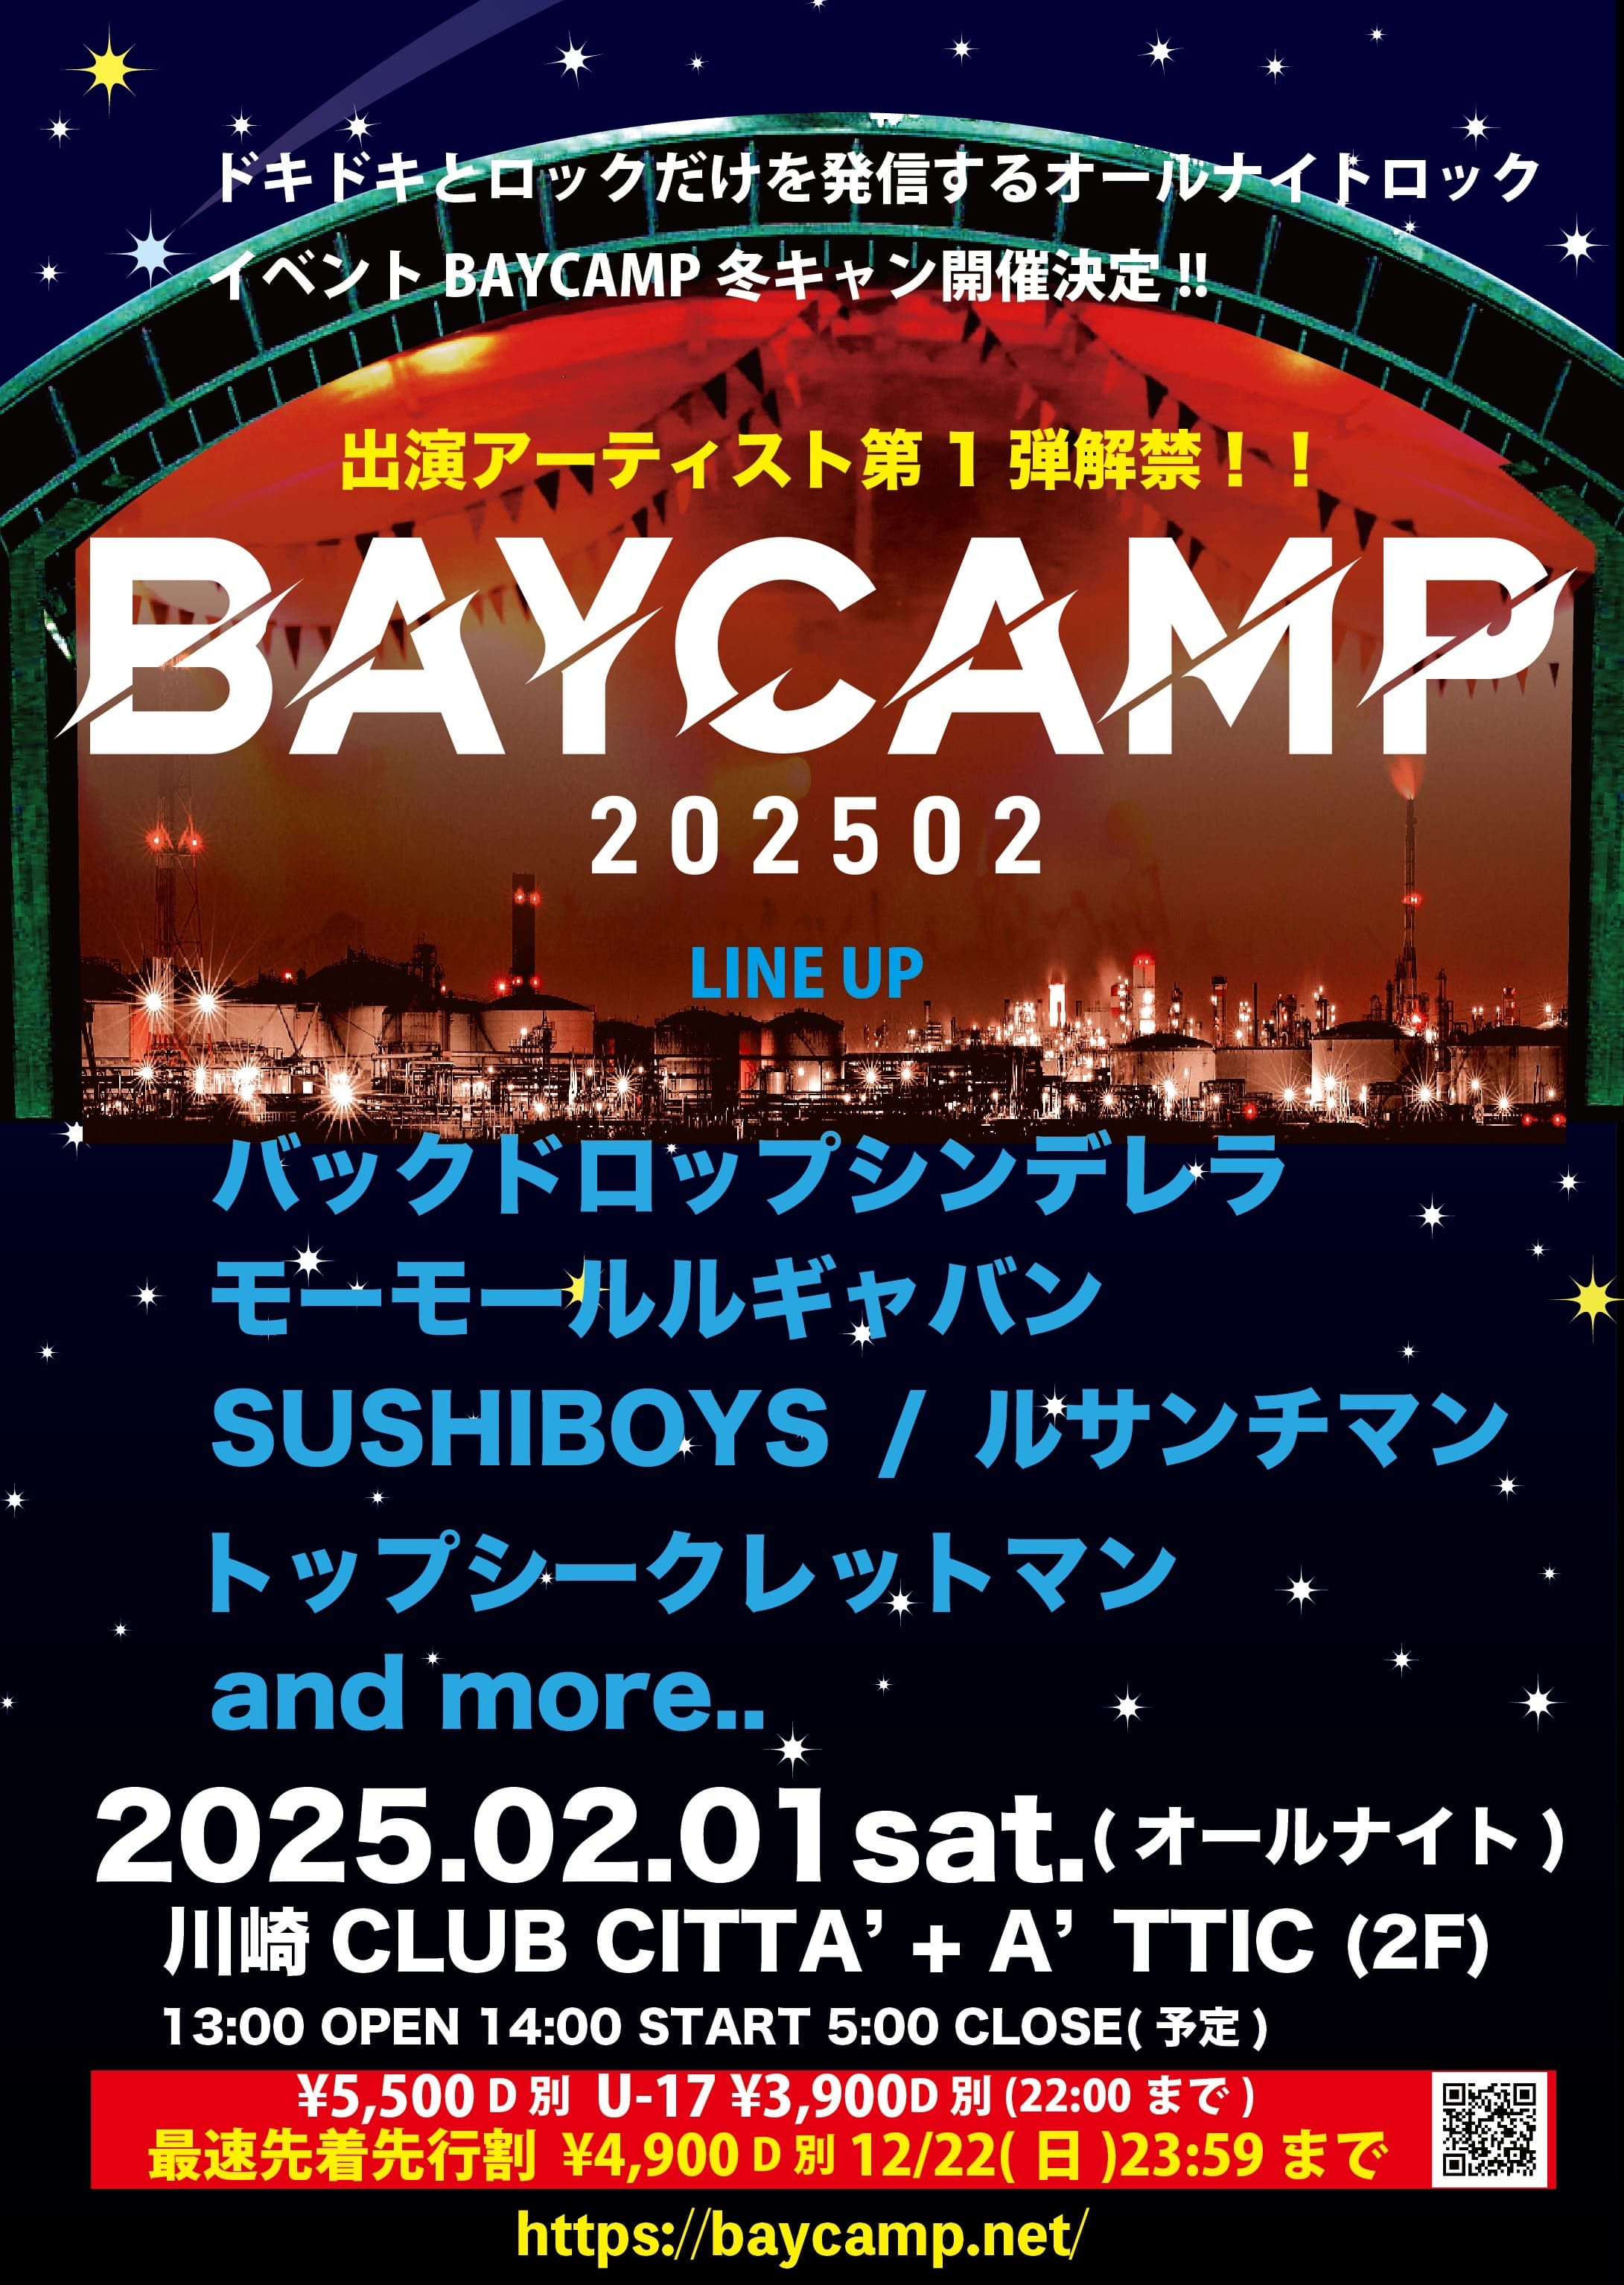 ドキドキとロックだけを発信するオールナイトロック
イベント BAYCAMP 冬キャン開催決定 !!
出演アーティスト第 1 弾解禁！！
BAYCAMP
202502
LINE UP
バックドロップシンデレラ
モーモールルギャバン
SUSHIBOYS / ルサンチマン
トップシークレットマン
and more..
2025.02.01sat.( オールナイト )
川崎 CLUB CITTA’ + A’ TTIC (2F)
13:00 OPEN 14:00 START 5:00 CLOSE( 予定 )
¥5,500 D 別 U-17 ¥3,900D 別 (22:00 まで )
最速先着先行割 ¥4,900 D 別 12/22( 日 )23:59 まで
https://baycamp.net/